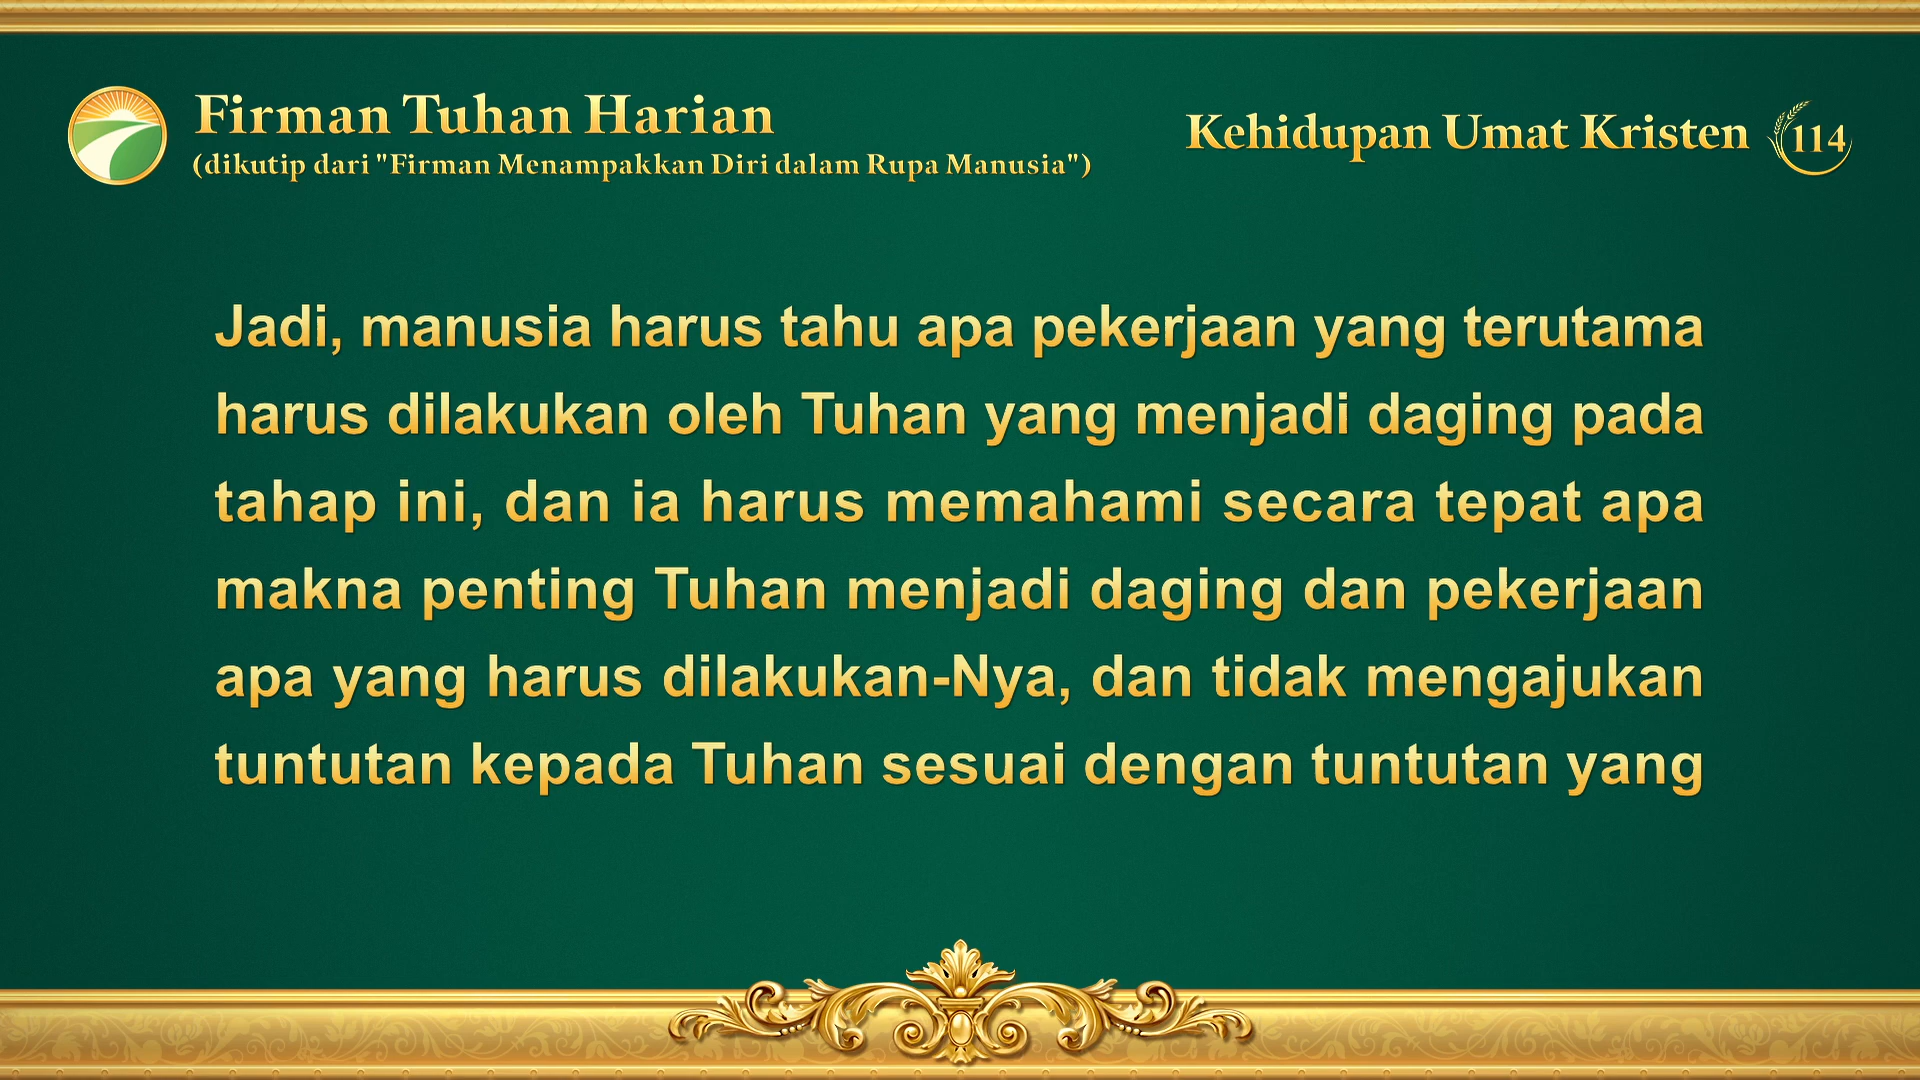 Firman Tuhan Harian
(dikutip dari "Firman Menampakkan Diri dalam Rupa Manusia")
Kehidupan Umat Kristen 114
Jadi, manusia harus tahu apa pekerjaan yang terutama
harus dilakukan oleh Tuhan yang menjadi daging pada
tahap ini, dan ia harus memahami secara tepat apa
makna penting Tuhan menjadi daging dan pekerjaan
apa yang harus dilakukan-Nya, dan tidak mengajukan
tuntutan kepada Tuhan sesuai dengan tuntutan yang